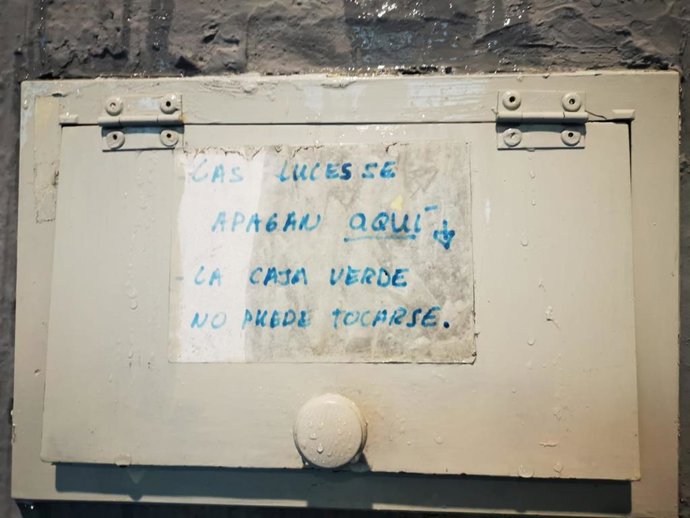 - LAS LUCES SE
APAGAN AQUÍ ↓
- LA CAJA VERDE
NO PUEDE TOCARSE.